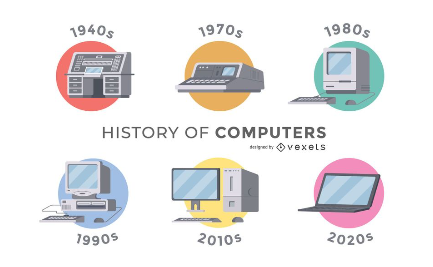 1940s
1970s
1980s
HISTORY OF COMPUTERS
designed by vexels
1990s
2010s
2020s